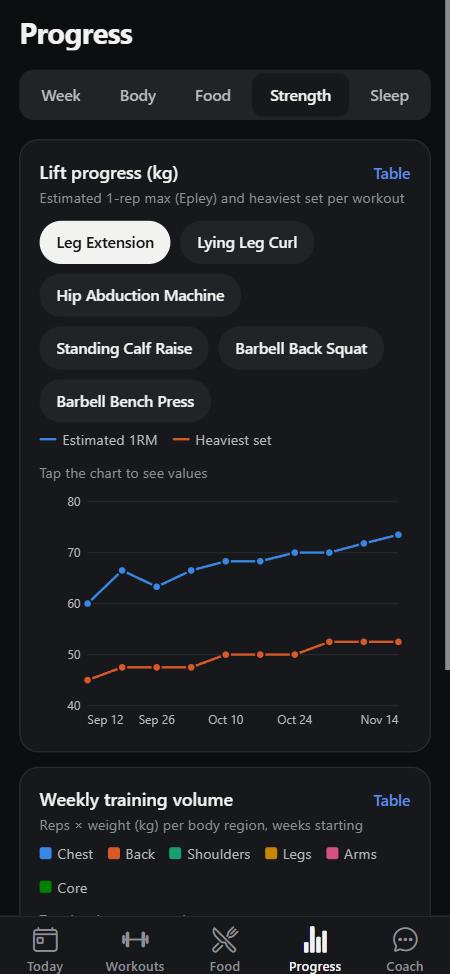 Progress
Week Body Food Strength Sleep
Lift progress (kg) Table
Estimated 1-rep max (Epley) and heaviest set per workout
Leg Extension Lying Leg Curl
Hip Abduction Machine
Standing Calf Raise Barbell Back Squat
Barbell Bench Press
Estimated 1RM Heaviest set
Tap the chart to see values
80
70
60
50
40
Sep 12 Sep 26 Oct 10 Oct 24 Nov 14
Weekly training volume Table
Reps × weight (kg) per body region, weeks starting
Chest Back Shoulders Legs Arms
Core
Today Workouts Food Progress Coach